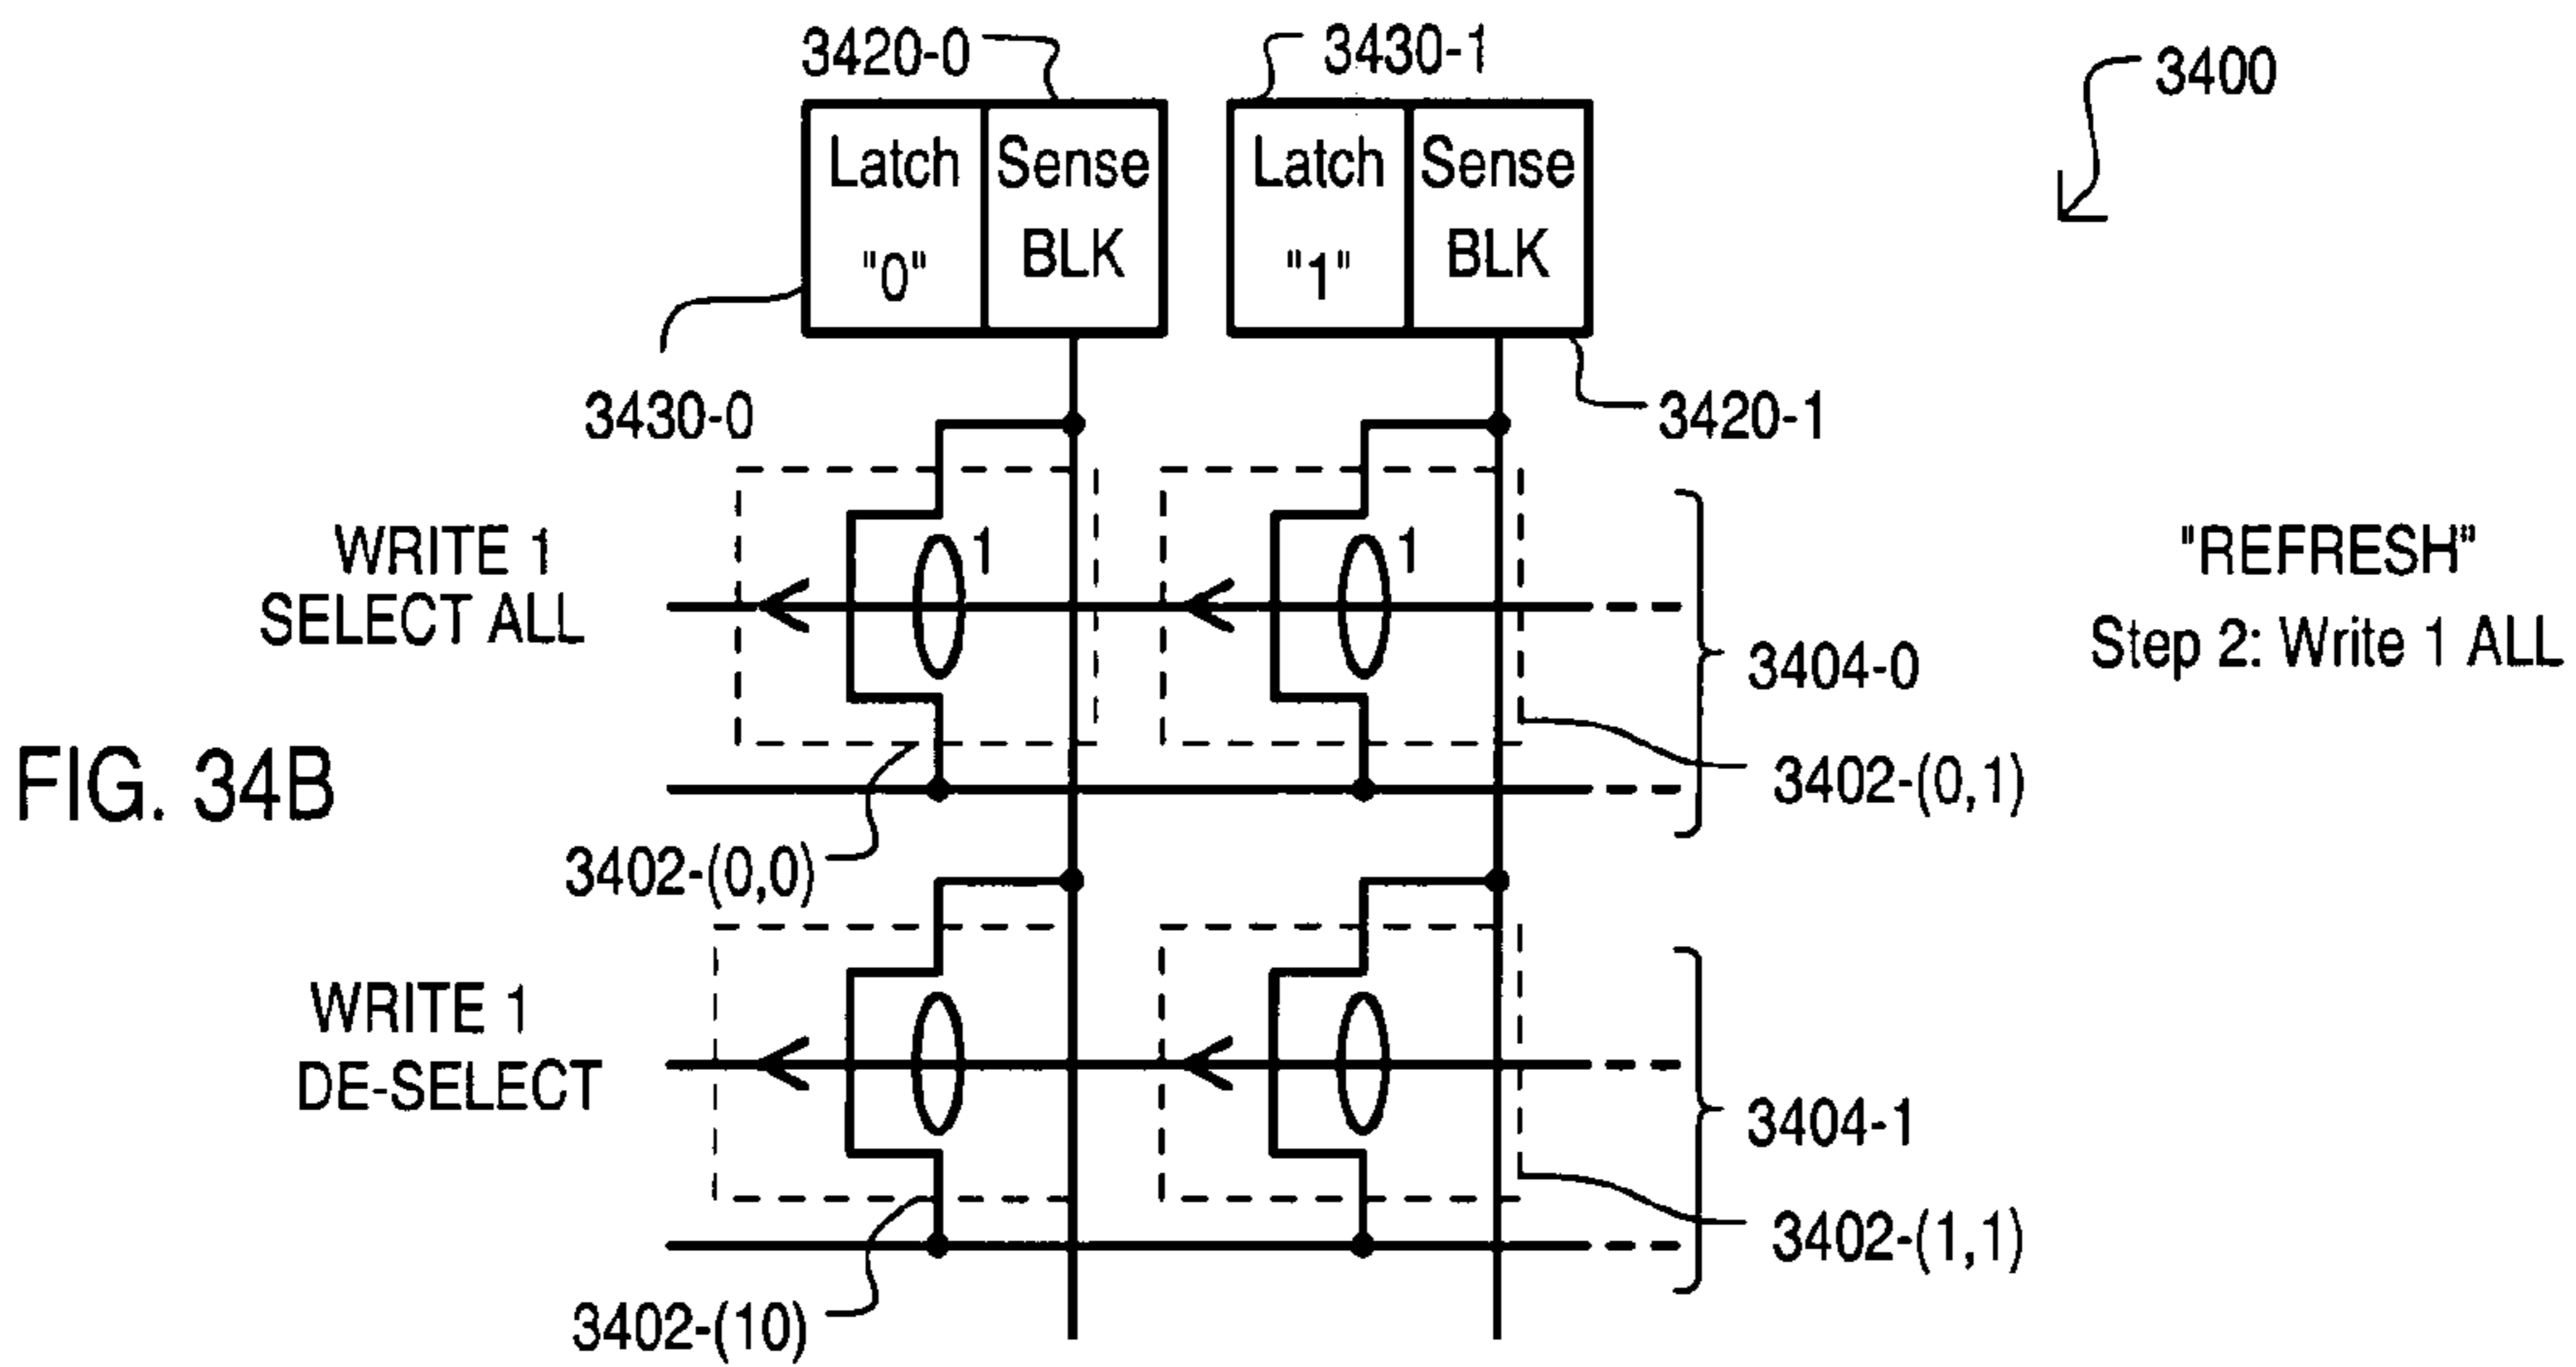 3420-0
3430-1
3400
Latch
"0"
Sense
BLK
Latch
"1"
Sense
BLK
3430-0
3420-1
WRITE 1
SELECT ALL
1
1
"REFRESH"
Step 2: Write 1 ALL
3404-0
3402-(0,1)
FIG. 34B
3402-(0,0)
WRITE 1
DE-SELECT
3404-1
3402-(1,1)
3402-(10)